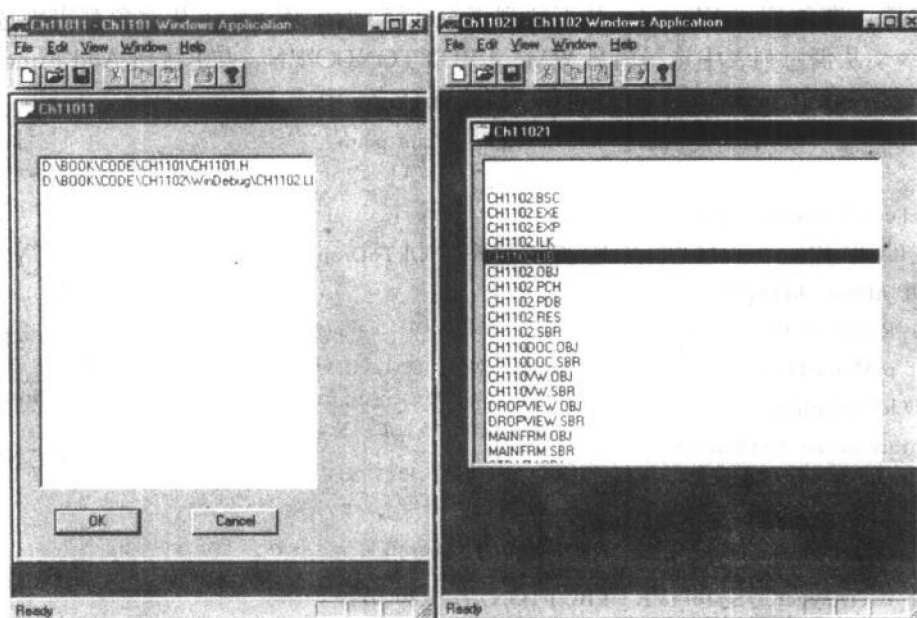 Ch11011 - Ch1101 Windows Application
File Edit View Window Help
Ch11011
D:\BOOK\CODE\CH1101\CH1101.H
D:\BOOK\CODE\CH1102\WinDebug\CH1102.LI
OK Cancel
Ready
Ch11021 - Ch1102 Windows Application
File Edit View Window Help
Ch11021
CH1102.BSC
CH1102.EXE
CH1102.EXP
CH1102.ILK
CH1102.LIB
CH1102.OBJ
CH1102.PCH
CH1102.PDB
CH1102.RES
CH1102.SBR
CH110DOC.OBJ
CH110DOC.SBR
CH110VW.OBJ
CH110VW.SBR
DROPVIEW.OBJ
DROPVIEW.SBR
MAINFRM.OBJ
MAINFRM.SBR
Ready